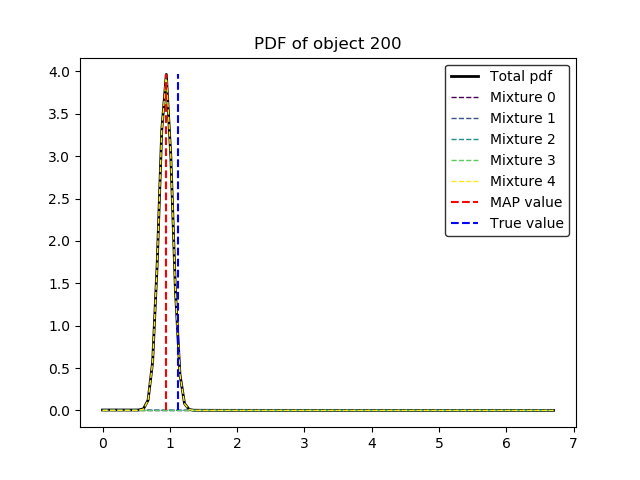 PDF of object 200
Total pdf
Mixture 0
Mixture 1
Mixture 2
Mixture 3
Mixture 4
MAP value
True value
4.0
3.5
3.0
2.5
2.0
1.5
1.0
0.5
0.0
0 1 2 3 4 5 6 7